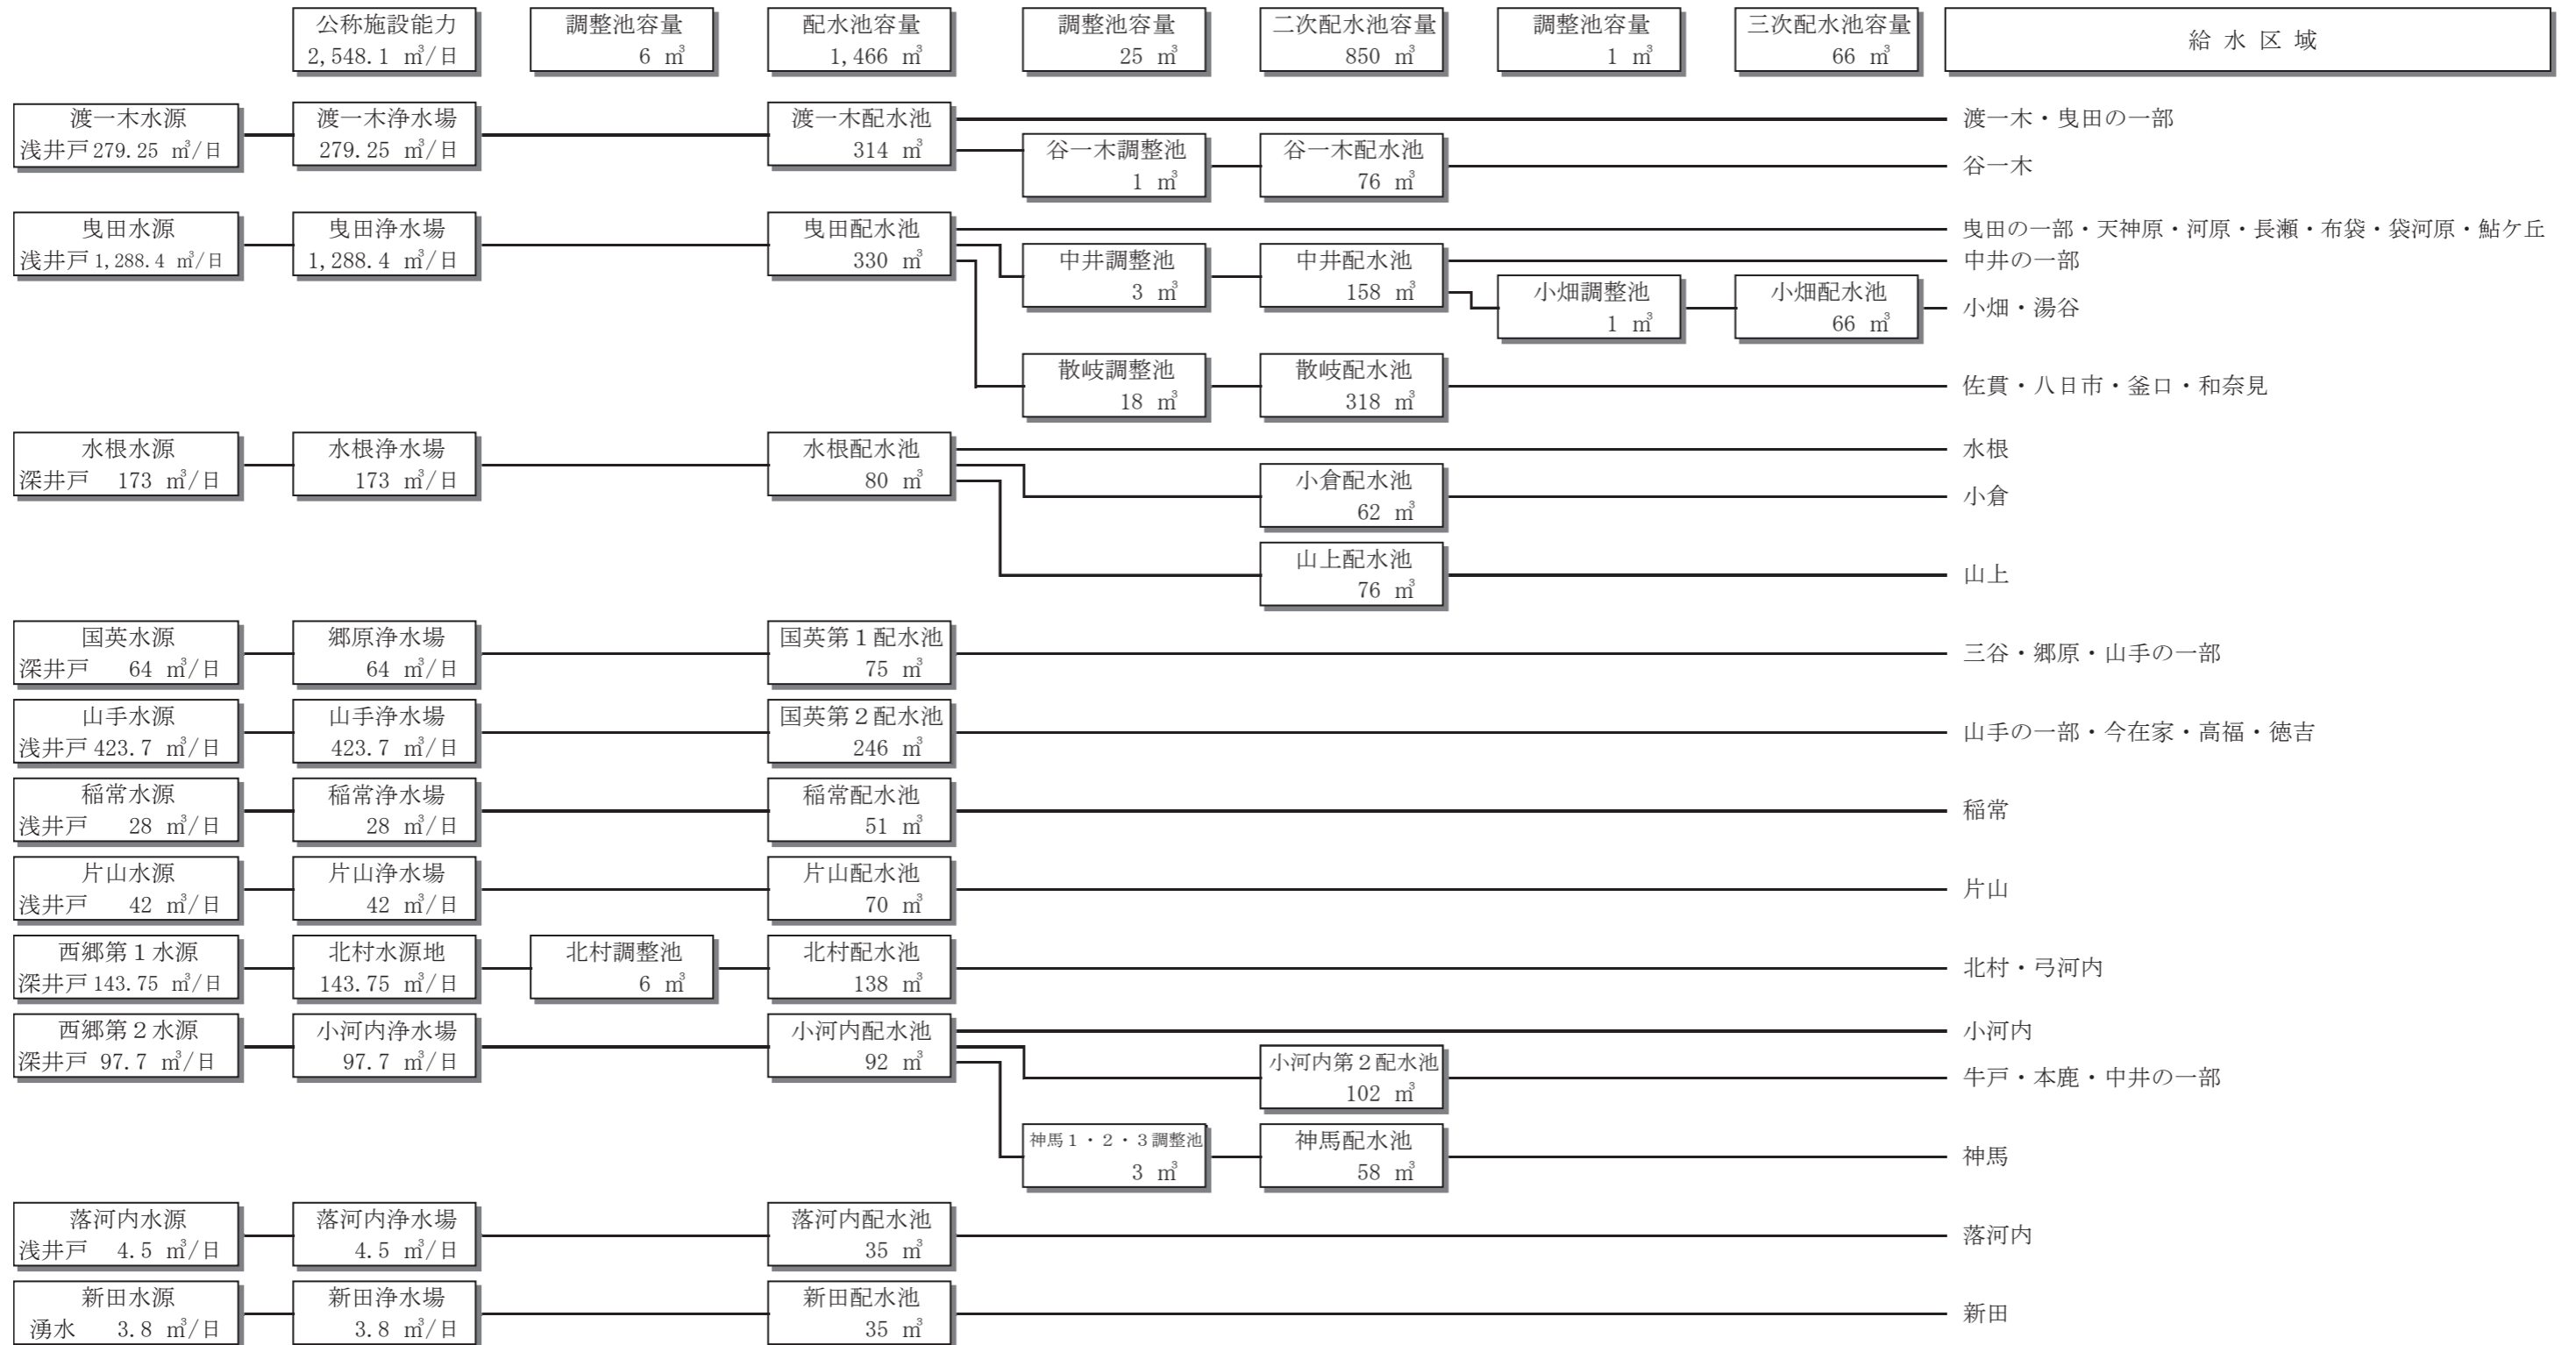 公称施設能力
2,548.1 ㎥/日
調整池容量
6 ㎥
配水池容量
1,466 ㎥
調整池容量
25 ㎥
二次配水池容量
850 ㎥
調整池容量
1 ㎥
三次配水池容量
66 ㎥
給 水 区 域
渡一木水源
浅井戸 279.25 ㎥/日
渡一木浄水場
279.25 ㎥/日
渡一木配水池
314 ㎥
渡一木・曳田の一部
谷一木調整池
1 ㎥
谷一木配水池
76 ㎥
谷一木
曳田水源
浅井戸 1,288.4 ㎥/日
曳田浄水場
1,288.4 ㎥/日
曳田配水池
330 ㎥
曳田の一部・天神原・河原・長瀬・布袋・袋河原・鮎ケ丘
中井調整池
3 ㎥
中井配水池
158 ㎥
中井の一部
小畑調整池
1 ㎥
小畑配水池
66 ㎥
小畑・湯谷
散岐調整池
18 ㎥
散岐配水池
318 ㎥
佐貫・八日市・釜口・和奈見
水根水源
深井戸 173 ㎥/日
水根浄水場
173 ㎥/日
水根配水池
80 ㎥
水根
小倉配水池
62 ㎥
小倉
山上配水池
76 ㎥
山上
国英水源
深井戸 64 ㎥/日
郷原浄水場
64 ㎥/日
国英第1配水池
75 ㎥
三谷・郷原・山手の一部
山手水源
浅井戸 423.7 ㎥/日
山手浄水場
423.7 ㎥/日
国英第2配水池
246 ㎥
山手の一部・今在家・高福・徳吉
稲常水源
浅井戸 28 ㎥/日
稲常浄水場
28 ㎥/日
稲常配水池
51 ㎥
稲常
片山水源
浅井戸 42 ㎥/日
片山浄水場
42 ㎥/日
片山配水池
70 ㎥
片山
西郷第1水源
深井戸 143.75 ㎥/日
北村水源地
143.75 ㎥/日
北村調整池
6 ㎥
北村配水池
138 ㎥
北村・弓河内
西郷第2水源
深井戸 97.7 ㎥/日
小河内浄水場
97.7 ㎥/日
小河内配水池
92 ㎥
小河内
小河内第2配水池
102 ㎥
牛戸・本鹿・中井の一部
神馬1・2・3調整池
3 ㎥
神馬配水池
58 ㎥
神馬
落河内水源
浅井戸 4.5 ㎥/日
落河内浄水場
4.5 ㎥/日
落河内配水池
35 ㎥
落河内
新田水源
湧水 3.8 ㎥/日
新田浄水場
3.8 ㎥/日
新田配水池
35 ㎥
新田